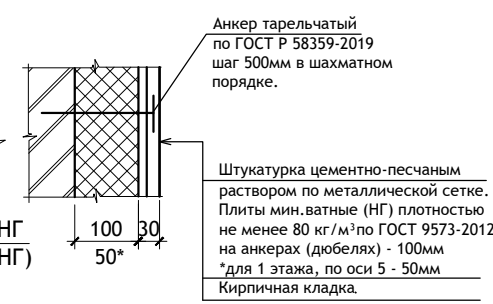 Анкер тарельчатый
по ГОСТ Р 58359-2019
шаг 500мм в шахматном
порядке.
Штукатурка цементно-песчаным
раствором по металлической сетке.
Плиты мин.ватные (НГ) плотностью
не менее 80 кг/м³по ГОСТ 9573-2012
на анкерах (дюбелях) - 100мм
*для 1 этажа, по оси 5 - 50мм
Кирпичная кладка.
НГ
НГ)
100 30
50*